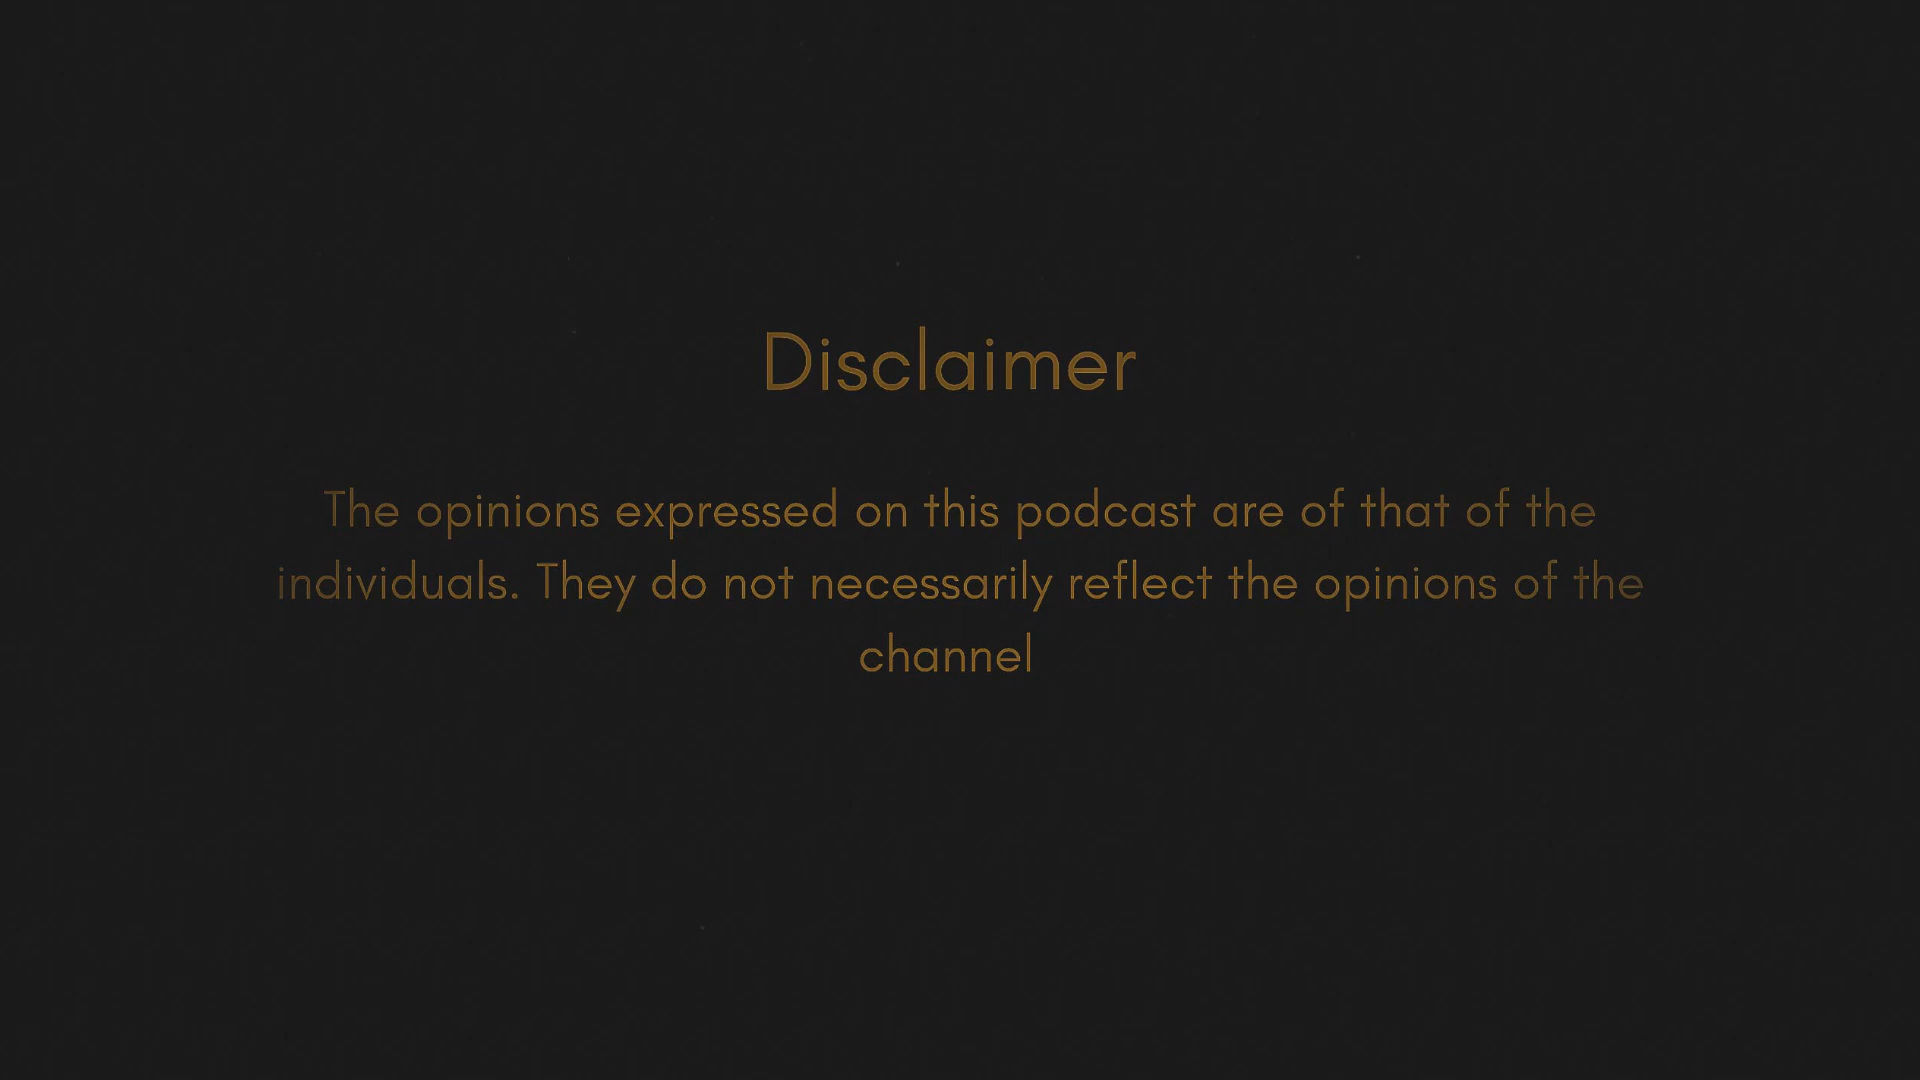 Disclaimer
The opinions expressed on this podcast are of that of the
individuals. They do not necessarily reflect the opinions of the
channel